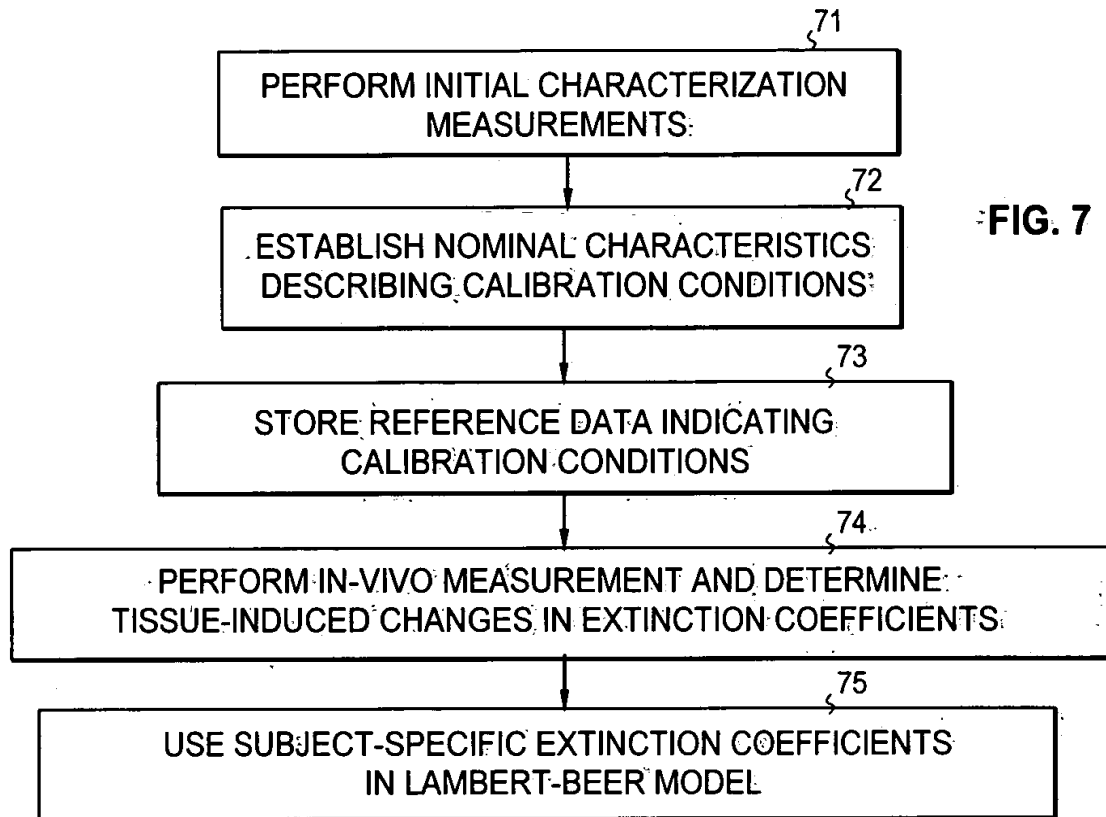 71
PERFORM INITIAL CHARACTERIZATION
MEASUREMENTS
72
ESTABLISH NOMINAL CHARACTERISTICS
DESCRIBING CALIBRATION CONDITIONS
FIG. 7
73
STORE REFERENCE DATA INDICATING
CALIBRATION CONDITIONS
74
PERFORM IN-VIVO MEASUREMENT AND DETERMINE
TISSUE-INDUCED CHANGES IN EXTINCTION COEFFICIENTS
75
USE SUBJECT-SPECIFIC EXTINCTION COEFFICIENTS
IN LAMBERT-BEER MODEL